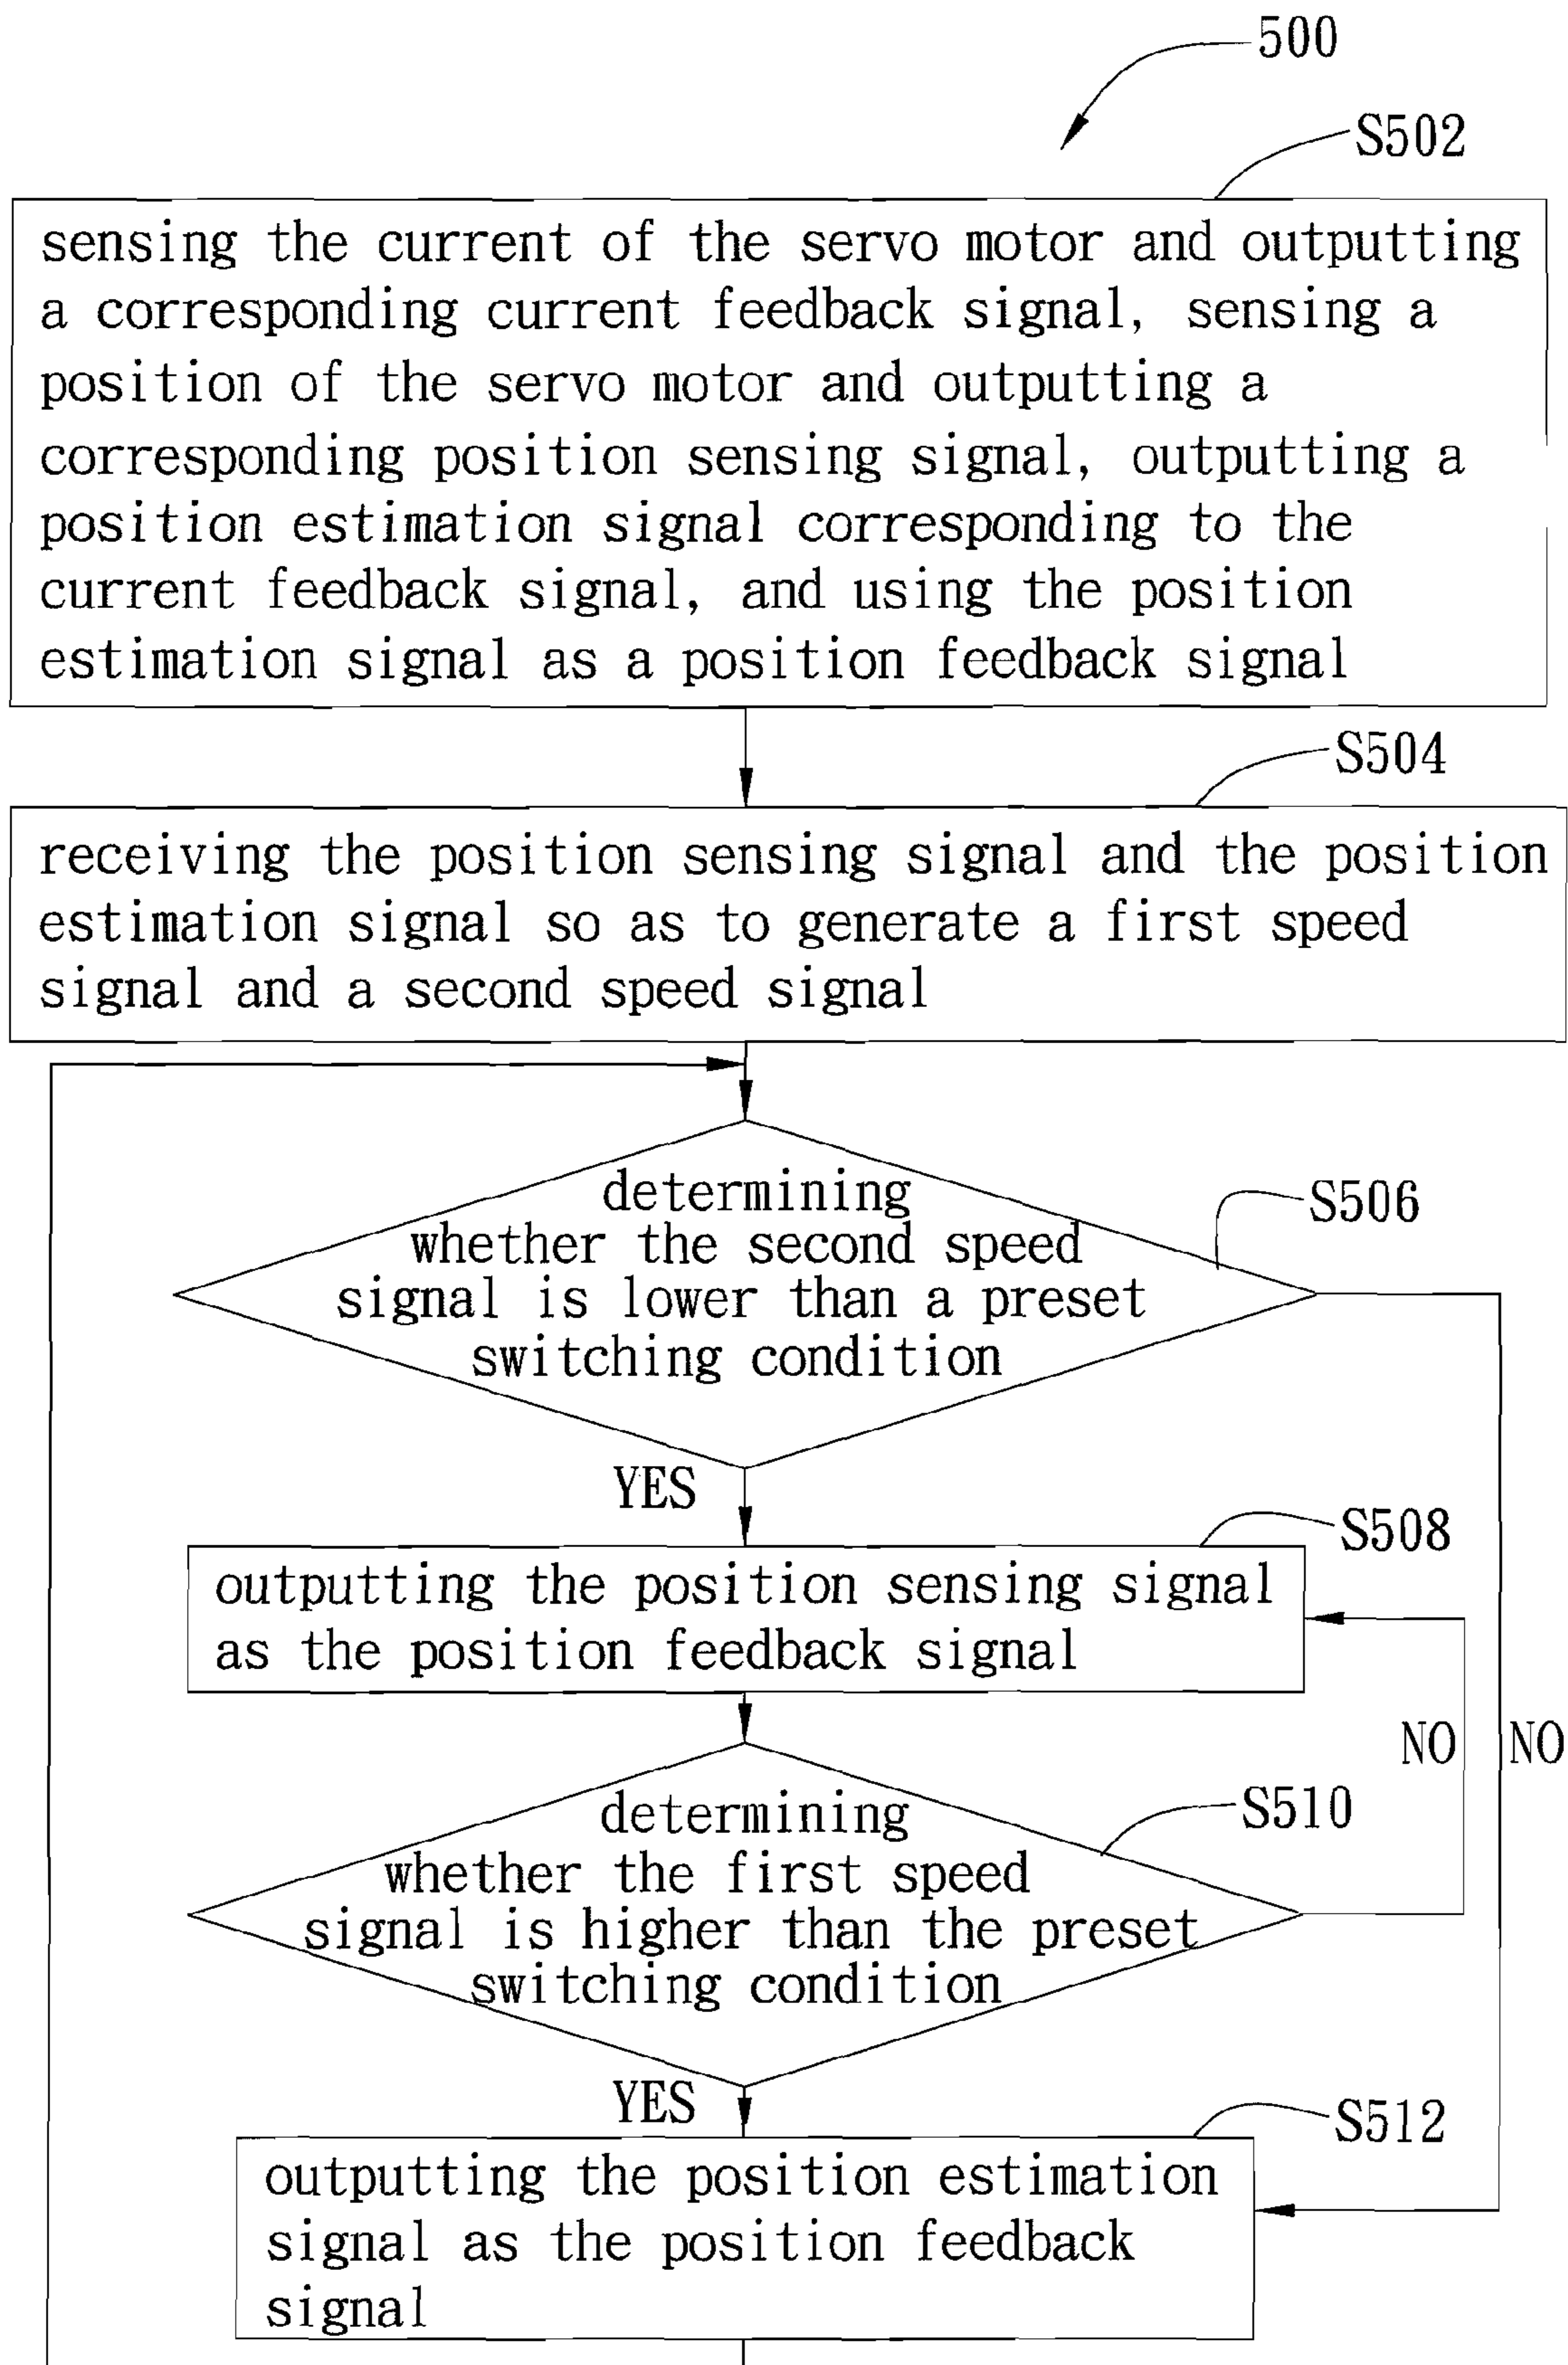 500
S502
sensing the current of the servo motor and outputting
a corresponding current feedback signal, sensing a
position of the servo motor and outputting a
corresponding position sensing signal, outputting a
position estimation signal corresponding to the
current feedback signal, and using the position
estimation signal as a position feedback signal
S504
receiving the position sensing signal and the position
estimation signal so as to generate a first speed
signal and a second speed signal
determining
whether the second speed
signal is lower than a preset
switching condition
S506
YES
S508
outputting the position sensing signal
as the position feedback signal
NO
NO
determining
whether the first speed
signal is higher than the preset
switching condition
S510
YES
S512
outputting the position estimation
signal as the position feedback
signal